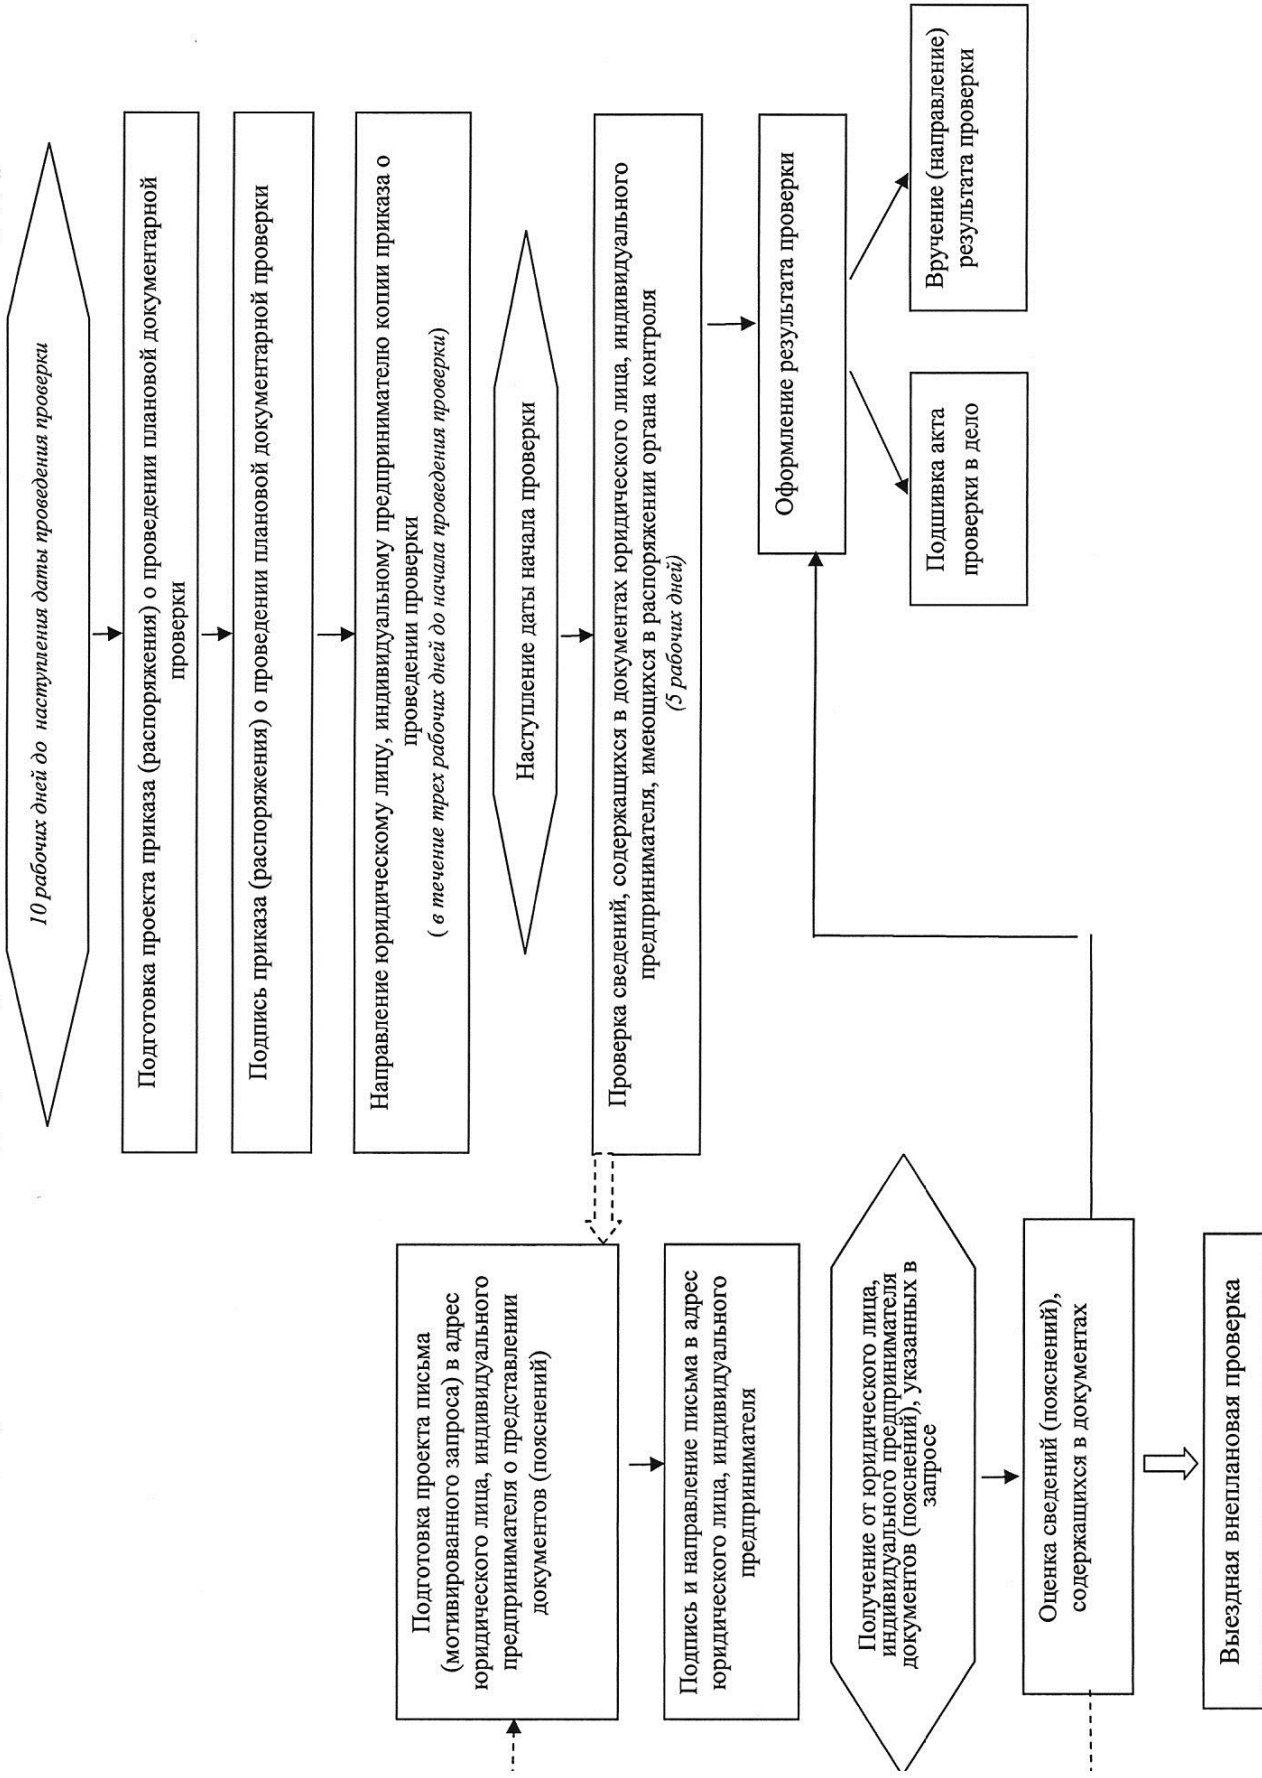 10 рабочих дней до наступления даты проведения проверки
Подготовка проекта приказа (распоряжения) о проведении плановой документарной
проверки
Подпись приказа (распоряжения) о проведении плановой документарной проверки
Направление юридическому лицу, индивидуальному предпринимателю копии приказа о
проведении проверки
( в течение трех рабочих дней до начала проведения проверки)
Наступление даты начала проверки
Проверка сведений, содержащихся в документах юридического лица, индивидуального
предпринимателя, имеющихся в распоряжении органа контроля
(5 рабочих дней)
Оформление результата проверки
Подшивка акта
проверки в дело
Вручение (направление)
результата проверки
Подготовка проекта письма
(мотивированного запроса) в адрес
юридического лица, индивидуального
предпринимателя о представлении
документов (пояснений)
Подпись и направление письма в адрес
юридического лица, индивидуального
предпринимателя
Получение от юридического лица,
индивидуального предпринимателя
документов (пояснений), указанных в
запросе
Оценка сведений (пояснений),
содержащихся в документах
Выездная внеплановая проверка